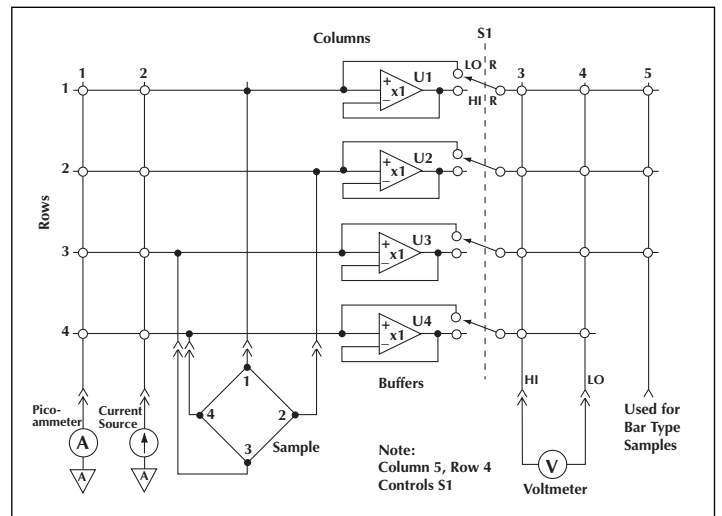 Columns
S1
1
2
3
4
5
LO R
HI R
1
+
−
x1
U1
2
+
−
x1
U2
Rows
3
+
−
x1
U3
4
+
−
x1
U4
Buffers
Pico-
ammeter
A
A
Current
Source
A
1
4
2
3
Sample
Note:
Column 5, Row 4
Controls S1
HI
LO
V
Voltmeter
Used for
Bar Type
Samples